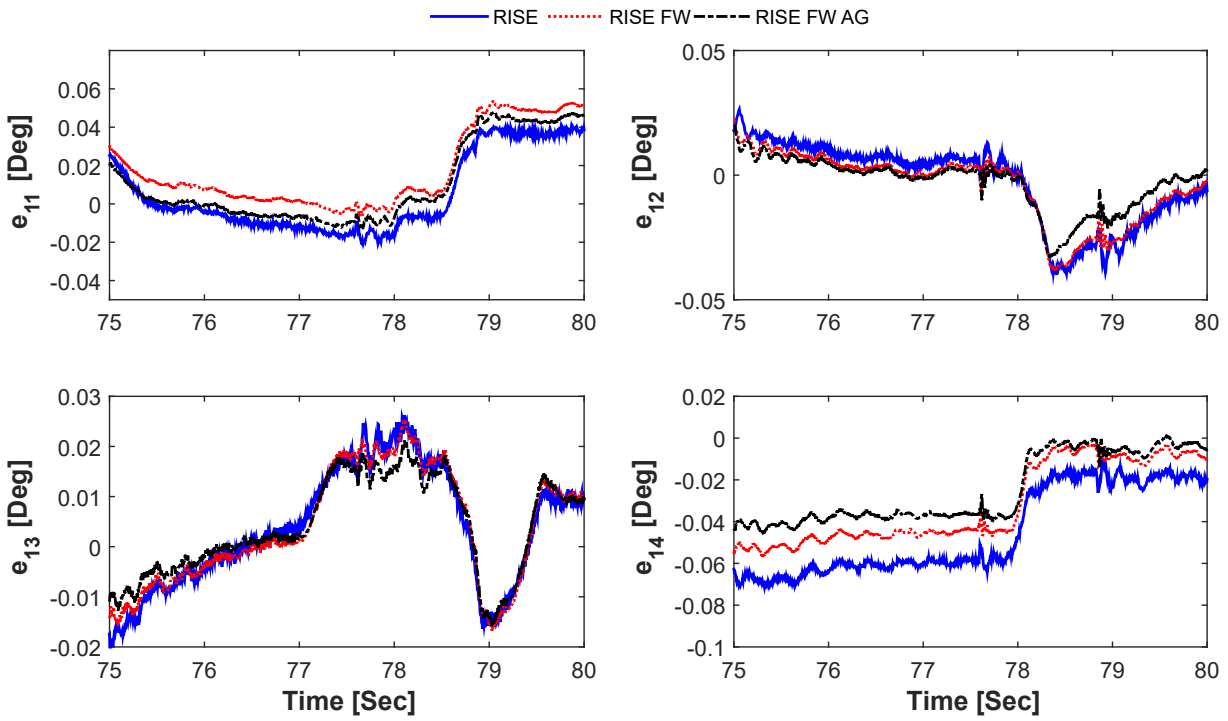 RISE RISE FW RISE FW AG
e11 [Deg]
0.06
0.04
0.02
0
-0.02
-0.04
75 76 77 78 79 80
e12 [Deg]
0.05
0
-0.05
75 76 77 78 79 80
e13 [Deg]
0.03
0.02
0.01
0
-0.01
-0.02
75 76 77 78 79 80
Time [Sec]
e14 [Deg]
0.02
0
-0.02
-0.04
-0.06
-0.08
-0.1
75 76 77 78 79 80
Time [Sec]